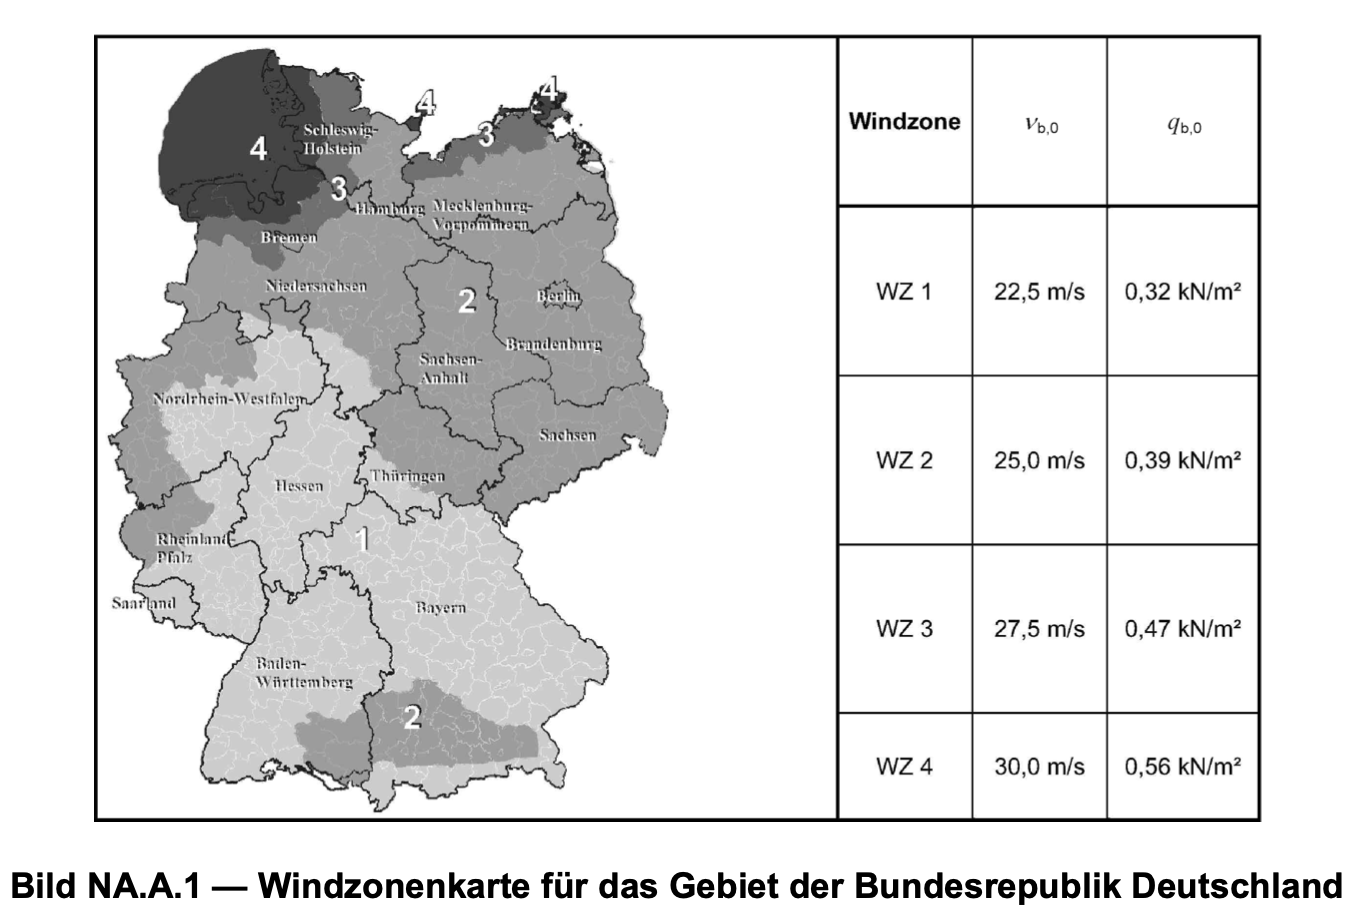 4
4
4
3
3
Schleswig-
Holstein
Hamburg
Mecklenburg-
Vorpommern
Bremen
Niedersachsen
2
Berlin
Brandenburg
Sachsen-
Anhalt
Nordrhein-Westfalen
Sachsen
Thüringen
Hessen
1
Rheinland-
Pfalz
Saarland
Bayern
Baden-
Württemberg
2
Windzone vb,0 qb,0
WZ 1 22,5 m/s 0,32 kN/m²
WZ 2 25,0 m/s 0,39 kN/m²
WZ 3 27,5 m/s 0,47 kN/m²
WZ 4 30,0 m/s 0,56 kN/m²
Bild NA.A.1 — Windzonenkarte für das Gebiet der Bundesrepublik Deutschland